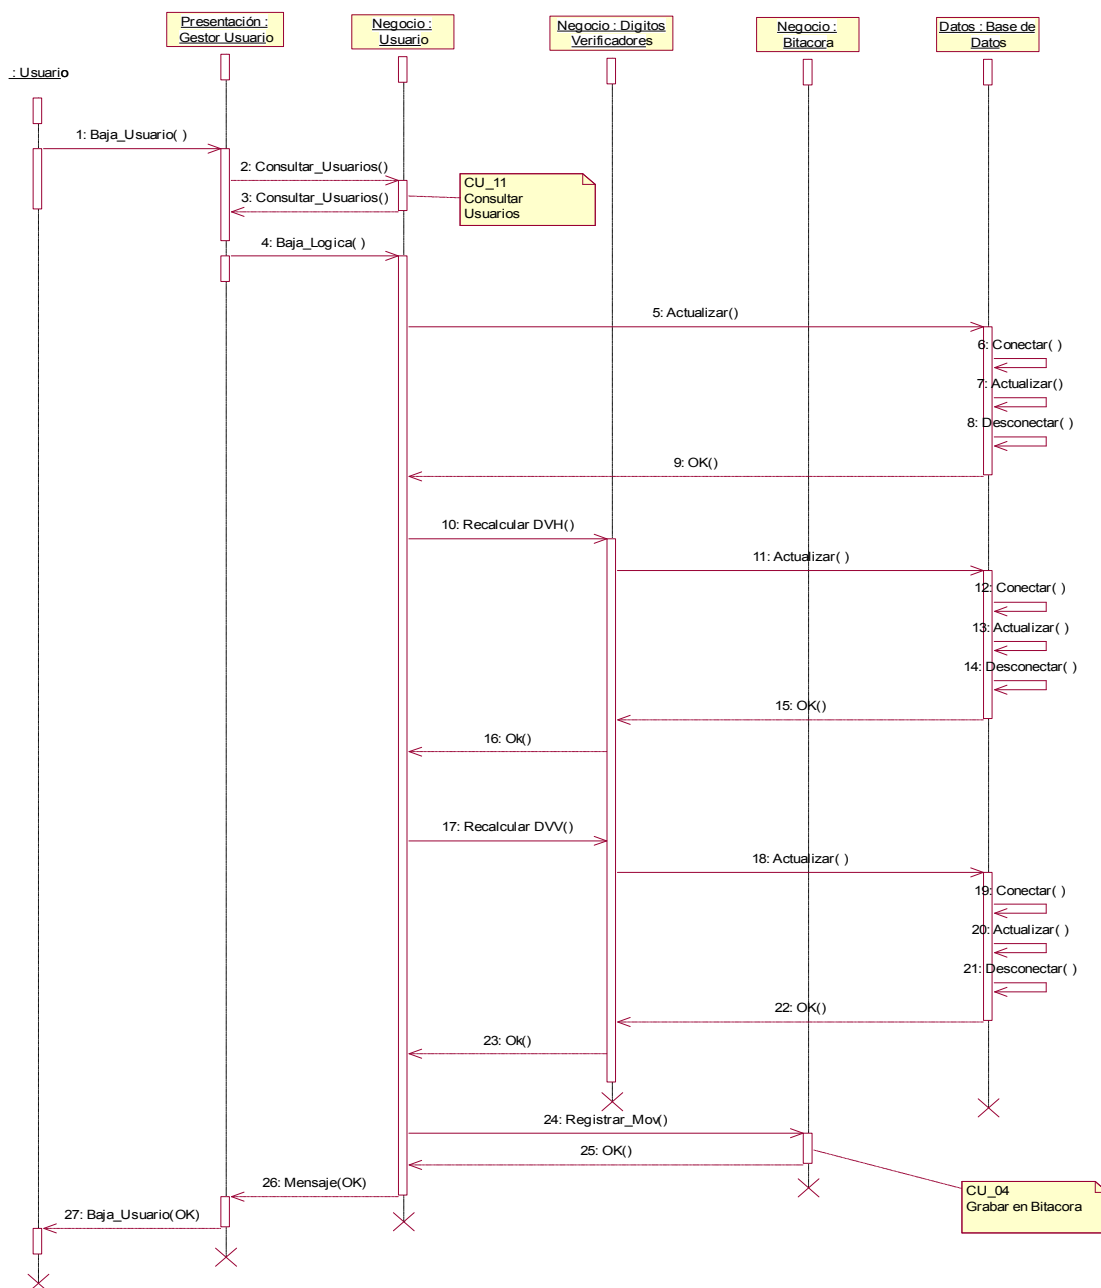 Presentación :
Gestor Usuario
Negocio :
Usuario
Negocio : Digitos
Verificadores
Negocio :
Bitacora
Datos : Base de
Datos
: Usuario
1: Baja_Usuario( )
2: Consultar_Usuarios()
3: Consultar_Usuarios()
CU_11
Consultar
Usuarios
4: Baja_Logica( )
5: Actualizar()
6: Conectar( )
7: Actualizar()
8: Desconectar( )
9: OK()
10: Recalcular DVH()
11: Actualizar( )
12: Conectar( )
13: Actualizar( )
14: Desconectar( )
15: OK()
16: Ok()
17: Recalcular DVV()
18: Actualizar( )
19: Conectar( )
20: Actualizar( )
21: Desconectar( )
22: OK()
23: Ok()
24: Registrar_Mov()
25: OK()
CU_04
Grabar en Bitacora
26: Mensaje(OK)
27: Baja_Usuario(OK)